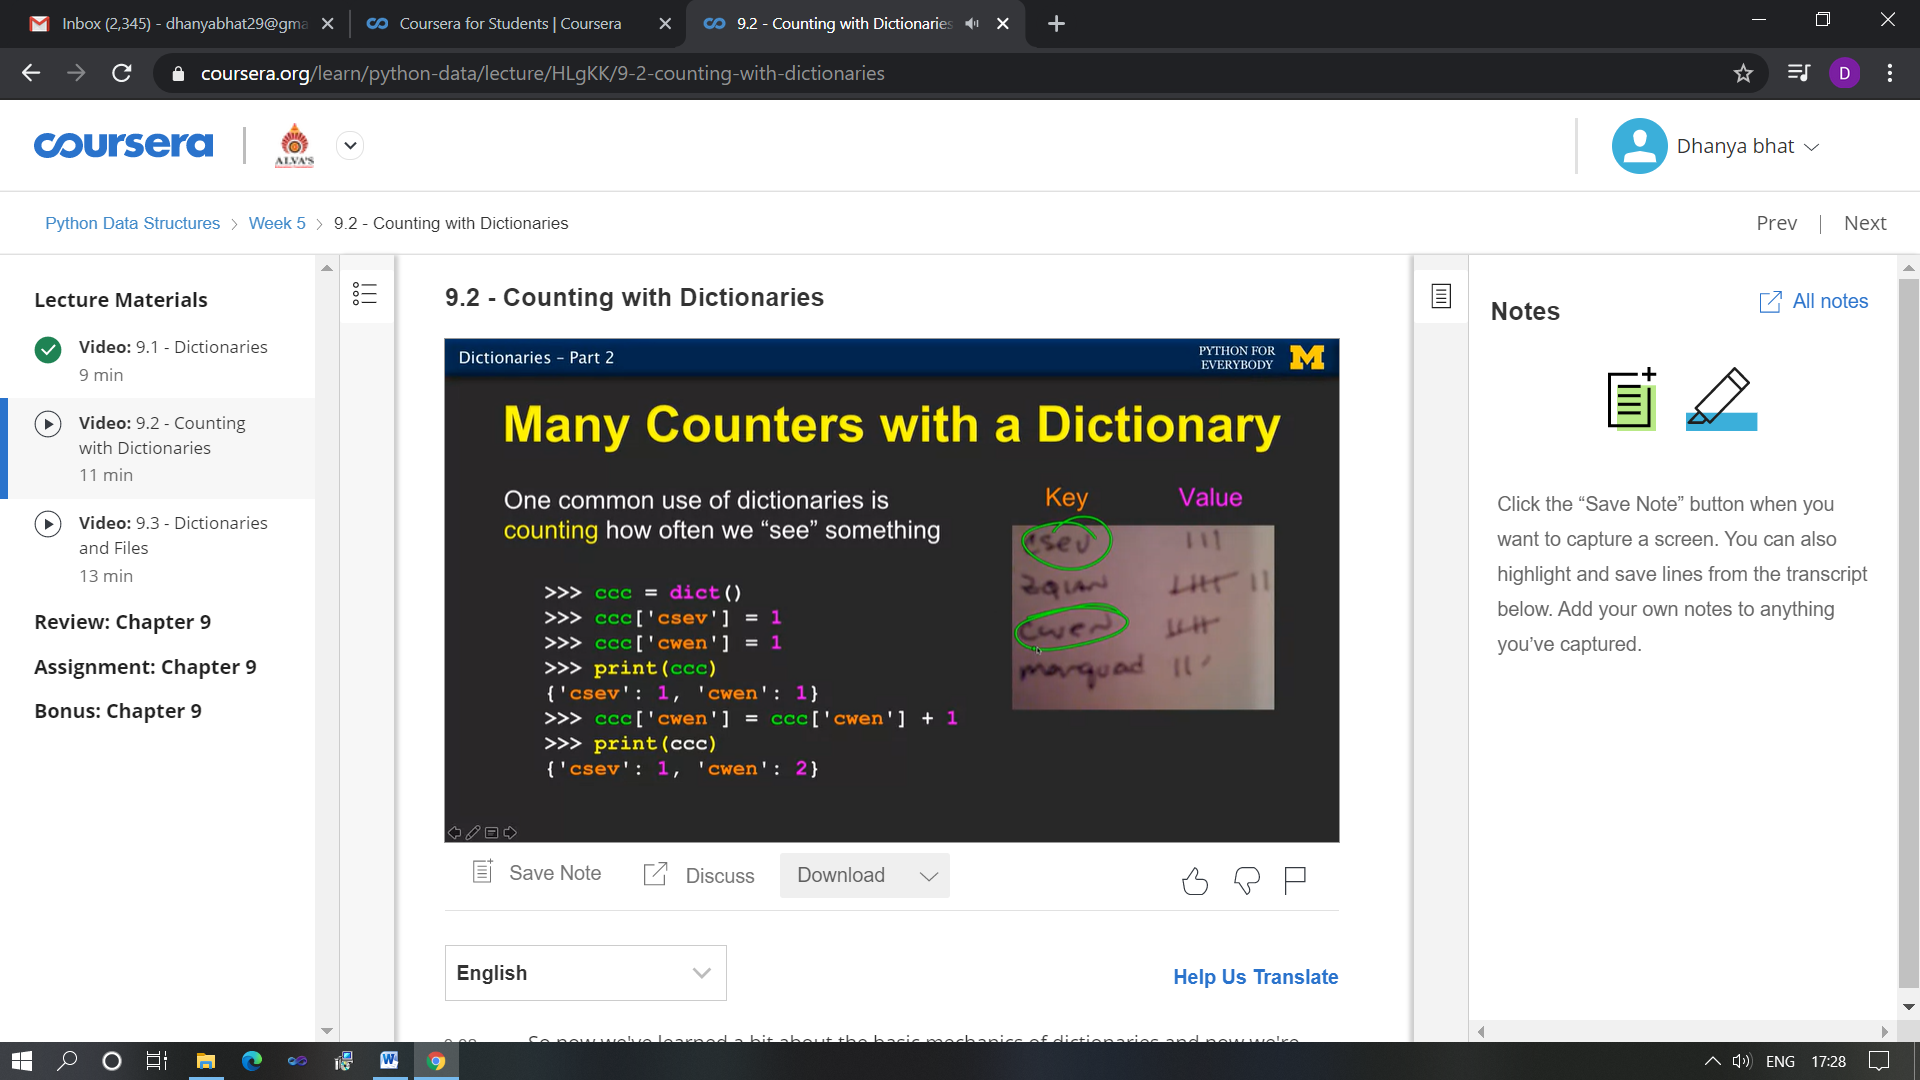 Inbox (2,345) - dhanyabhat29@gma
Coursera for Students | Coursera
9.2 - Counting with Dictionaries
coursera.org/learn/python-data/lecture/HLgKK/9-2-counting-with-dictionaries
D
coursera
ALVA'S
Dhanya bhat
Python Data Structures > Week 5 > 9.2 - Counting with Dictionaries
Prev | Next
Lecture Materials
Video: 9.1 - Dictionaries
9 min
Video: 9.2 - Counting
with Dictionaries
11 min
Video: 9.3 - Dictionaries
and Files
13 min
Review: Chapter 9
Assignment: Chapter 9
Bonus: Chapter 9
9.2 - Counting with Dictionaries
Dictionaries – Part 2
PYTHON FOR
EVERYBODY
M
Many Counters with a Dictionary
One common use of dictionaries is
counting how often we “see” something
Key Value
csev
zqian
cwen
marquard
>>> ccc = dict()
>>> ccc['csev'] = 1
>>> ccc['cwen'] = 1
>>> print(ccc)
{'csev': 1, 'cwen': 1}
>>> ccc['cwen'] = ccc['cwen'] + 1
>>> print(ccc)
{'csev': 1, 'cwen': 2}
Save Note
Discuss
Download
English
Help Us Translate
So now we've learned a bit about the basic mechanics of dictionaries and now we're
Notes
All notes
Click the “Save Note” button when you
want to capture a screen. You can also
highlight and save lines from the transcript
below. Add your own notes to anything
you’ve captured.
ENG
17:28